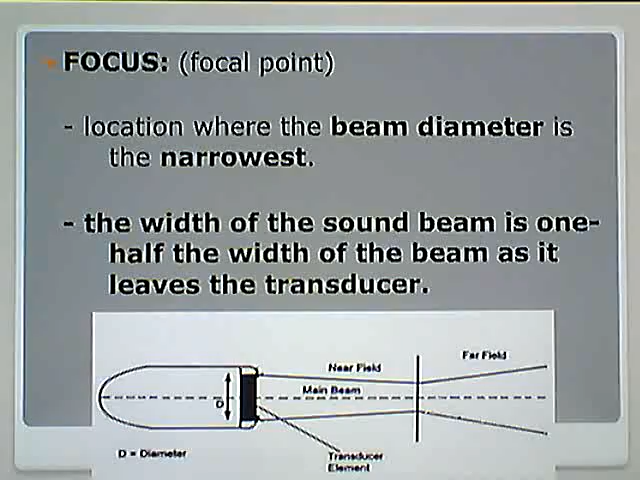 FOCUS: (focal point)
- location where the beam diameter is
the narrowest.
- the width of the sound beam is one-
half the width of the beam as it
leaves the transducer.
Near Field
Far Field
Main Beam
D
D = Diameter
Transducer
Element